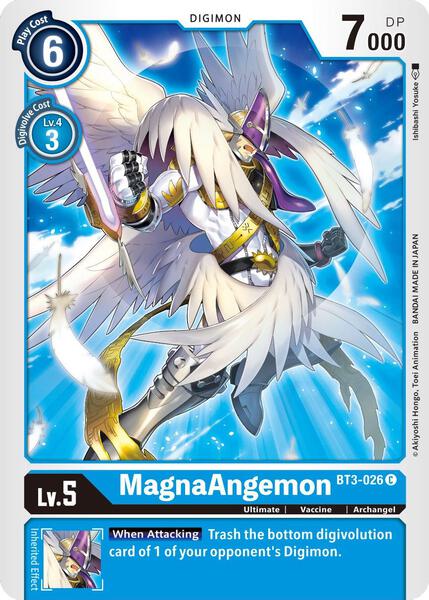 Play Cost
6
DIGIMON
DP
7000
Digivolve Cost
Lv.4
3
Ishibashi Yosuke
© Akiyoshi Hongo, Toei Animation BANDAI MADE IN JAPAN
Lv.5
MagnaAngemon
BT3-026 C
Ultimate | Vaccine | Archangel
Inherited Effect
When Attacking Trash the bottom digivolution
card of 1 of your opponent's Digimon.